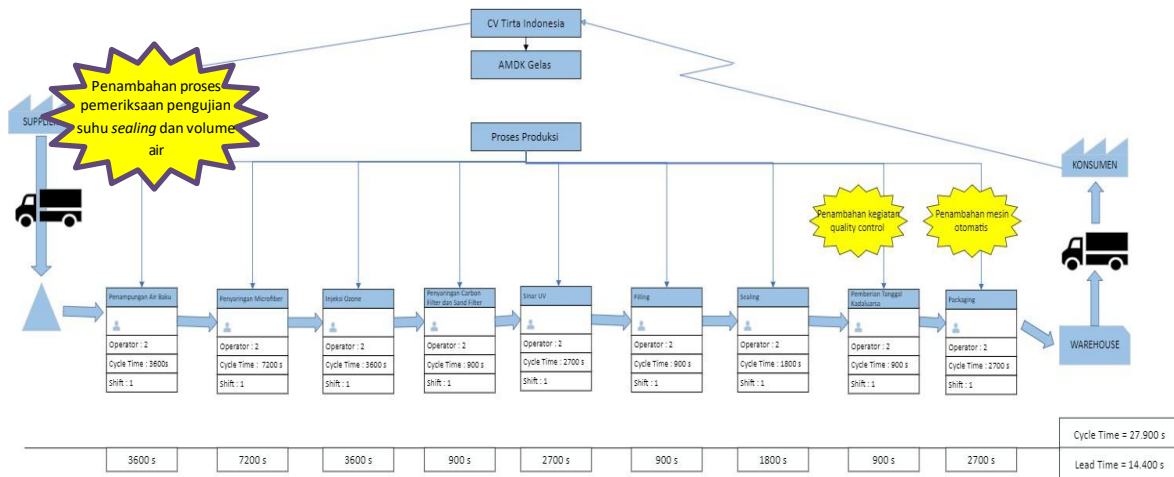 CV Tirta Indonesia
AMDK Gelas
Penambahan proses
pemeriksaan pengujian
suhu sealing dan volume
air
SUPPLIER
Proses Produksi
KONSUMEN
Penambahan kegiatan
quality control
Penambahan mesin
otomatis
Penampungan Air Baku
Operator : 2
Cycle Time : 3600s
Shift : 1
Penyaringan Microfiber
Operator : 2
Cycle Time : 7200 s
Shift : 1
Injeksi Ozone
Operator : 2
Cycle Time : 3600 s
Shift : 1
Penyaringan Carbon
Filter dan Sand Filter
Operator : 2
Cycle Time : 900 s
Shift : 1
Sinar UV
Operator : 2
Cycle Time : 2700 s
Shift : 1
Filling
Operator : 2
Cycle Time : 900 s
Shift : 1
Sealing
Operator : 2
Cycle Time :1800 s
Shift : 1
Pemberian Tanggal
Kadaluarsa
Operator : 2
Cycle Time : 900 s
Shift : 1
Packaging
Operator : 2
Cycle Time : 2700 s
Shift : 1
WAREHOUSE
3600 s
7200 s
3600 s
900 s
2700 s
900 s
1800 s
900 s
2700 s
Cycle Time = 27.900 s
Lead Time = 14.400 s